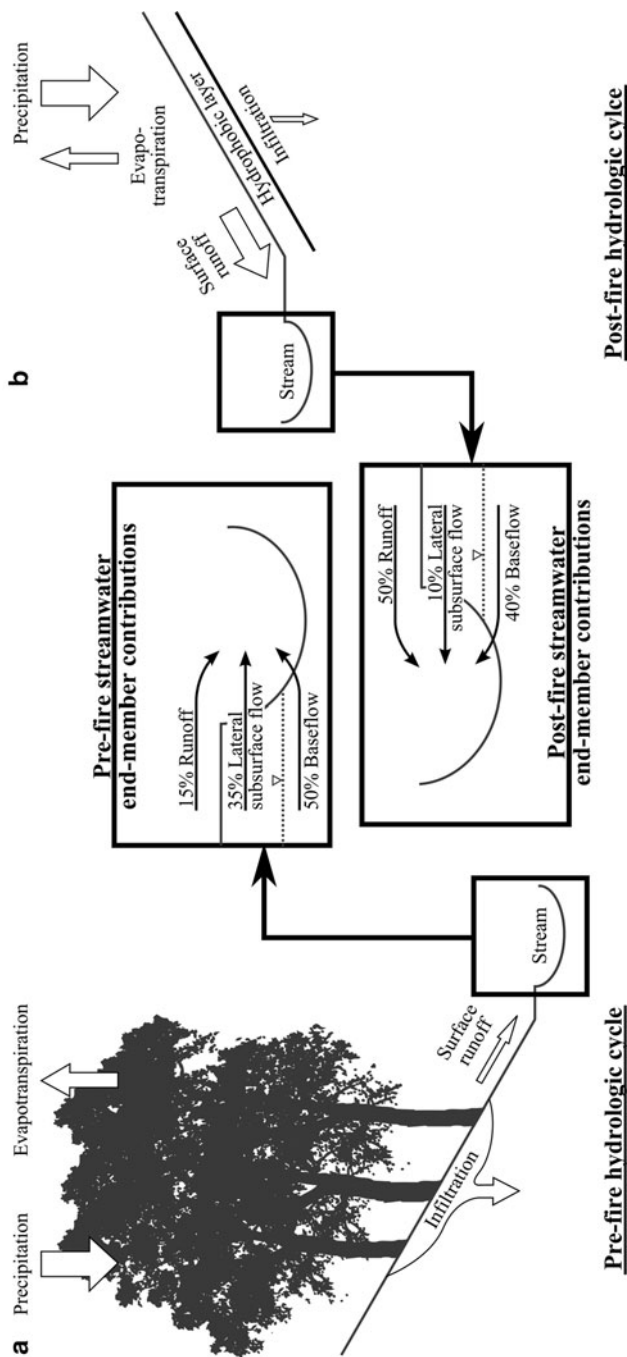 a
Precipitation
Evapotranspiration
Infiltration
Surface
runoff
Stream
Pre-fire hydrologic cycle
Pre-fire streamwater
end-member contributions
15% Runoff
35% Lateral
subsurface flow
50% Baseflow
50% Runoff
10% Lateral
subsurface flow
40% Baseflow
Post-fire streamwater
end-member contributions
b
Precipitation
Evapo-
transpiration
Surface
runoff
Hydrophobic layer
Infiltration
Stream
Post-fire hydrologic cylce